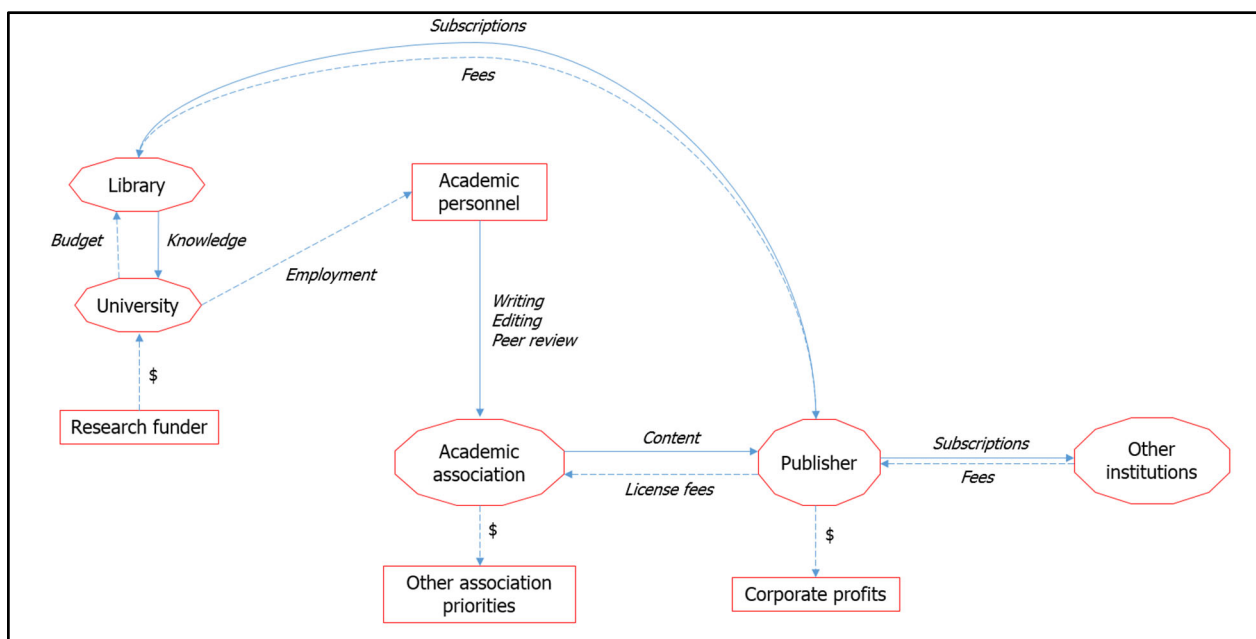 Subscriptions
Fees
Library
Academic
personnel
Budget
Knowledge
Employment
University
Writing
Editing
Peer review
$
Research funder
Academic
association
Content
License fees
Publisher
Subscriptions
Fees
Other
institutions
$
$
Other association
priorities
Corporate profits